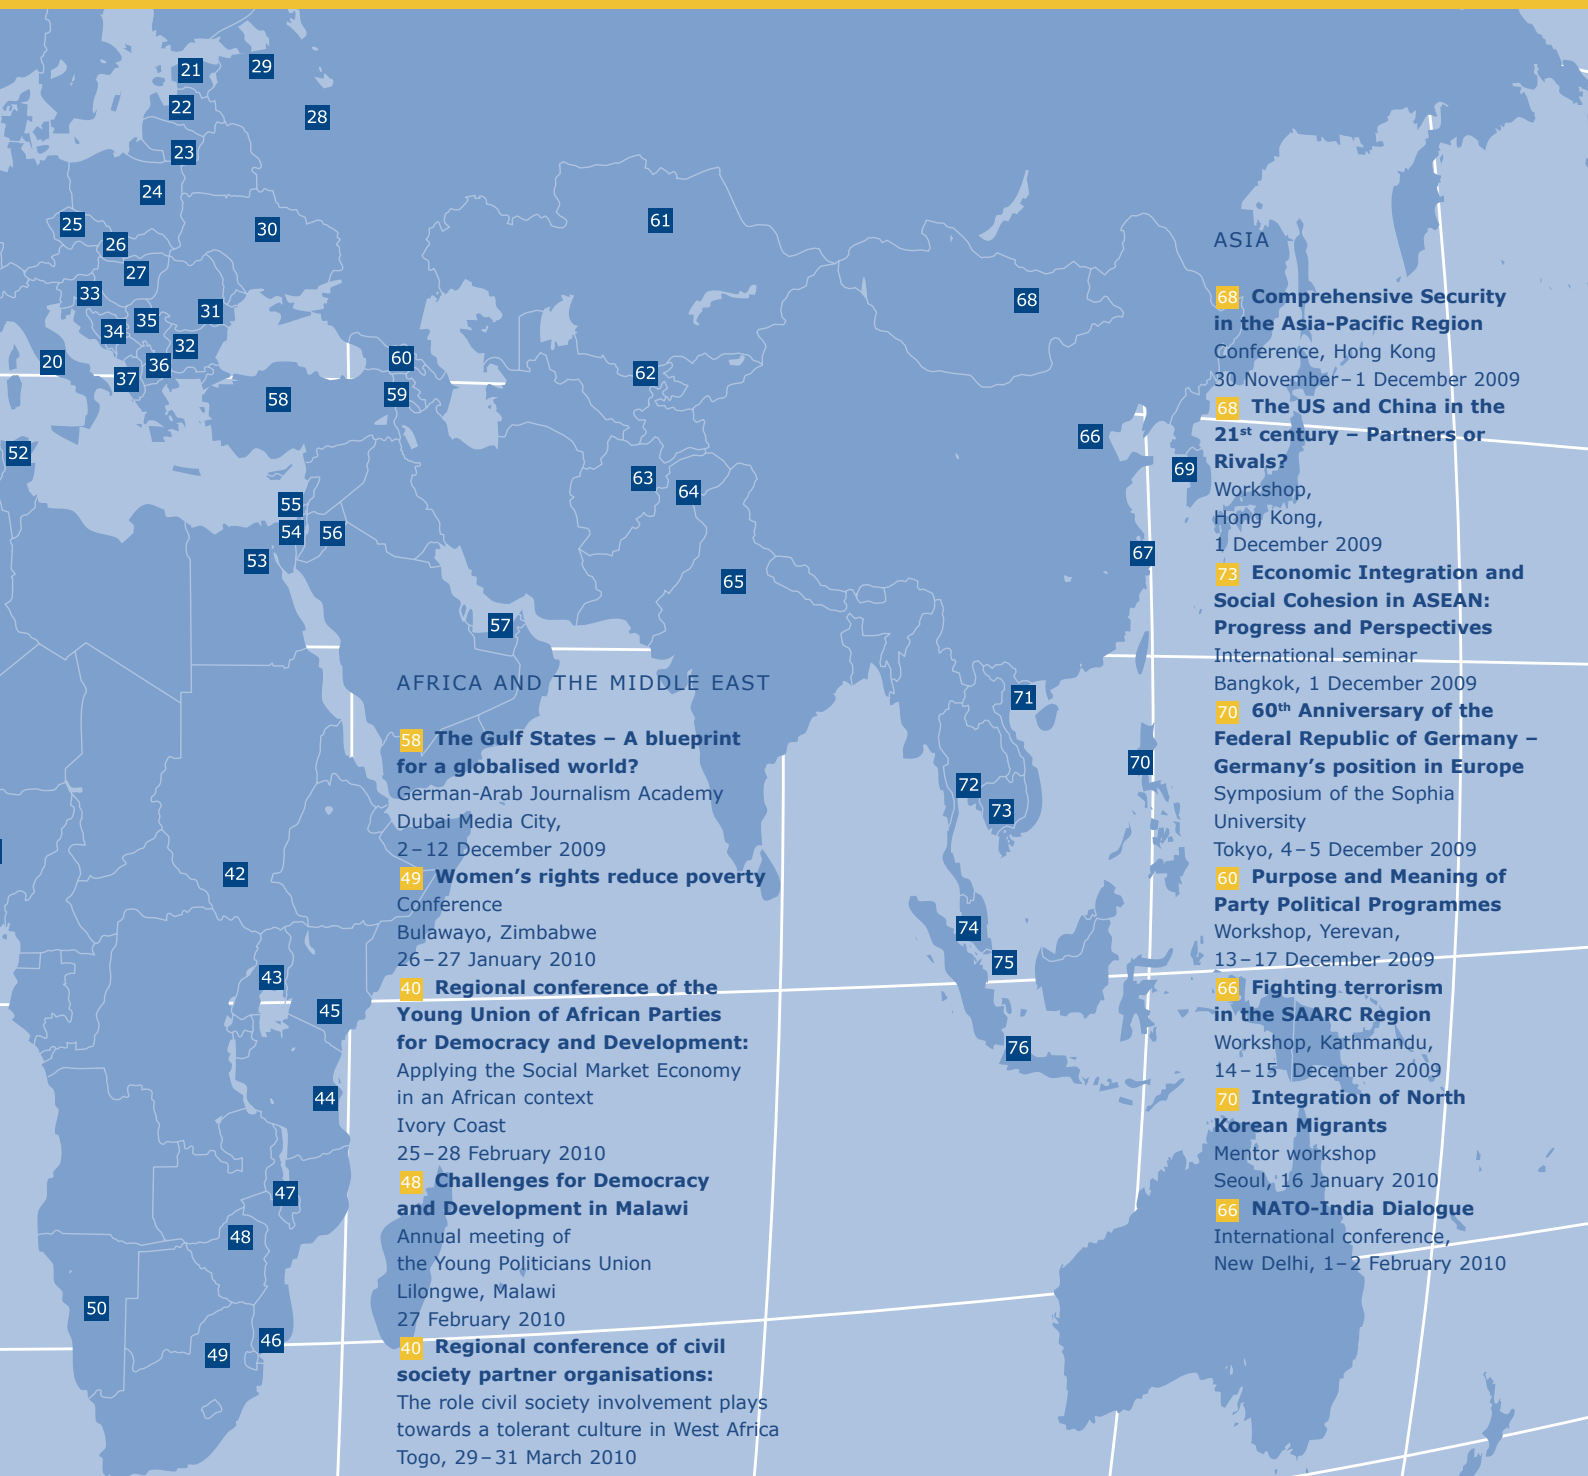 21
29
22
28
23
24
25
61
30
26
27
33
68
31
35
34
32
20
36
60
62
37
59
58
66
52
69
63
64
55
54
56
67
53
65
57
71
70
72
73
42
74
75
43
45
76
44
47
48
50
46
49
AFRICA AND THE MIDDLE EAST
58 The Gulf States – A blueprint
for a globalised world?
German-Arab Journalism Academy
Dubai Media City,
2–12 December 2009
49 Women’s rights reduce poverty
Conference
Bulawayo, Zimbabwe
26–27 January 2010
40 Regional conference of the
Young Union of African Parties
for Democracy and Development:
Applying the Social Market Economy
in an African context
Ivory Coast
25–28 February 2010
48 Challenges for Democracy
and Development in Malawi
Annual meeting of
the Young Politicians Union
Lilongwe, Malawi
27 February 2010
40 Regional conference of civil
society partner organisations:
The role civil society involvement plays
towards a tolerant culture in West Africa
Togo, 29–31 March 2010
ASIA
68 Comprehensive Security
in the Asia-Pacific Region
Conference, Hong Kong
30 November–1 December 2009
68 The US and China in the
21st century – Partners or
Rivals?
Workshop,
Hong Kong,
1 December 2009
73 Economic Integration and
Social Cohesion in ASEAN:
Progress and Perspectives
International seminar
Bangkok, 1 December 2009
70 60th Anniversary of the
Federal Republic of Germany –
Germany’s position in Europe
Symposium of the Sophia
University
Tokyo, 4–5 December 2009
60 Purpose and Meaning of
Party Political Programmes
Workshop, Yerevan,
13–17 December 2009
66 Fighting terrorism
in the SAARC Region
Workshop, Kathmandu,
14–15 December 2009
70 Integration of North
Korean Migrants
Mentor workshop
Seoul, 16 January 2010
66 NATO-India Dialogue
International conference,
New Delhi, 1–2 February 2010